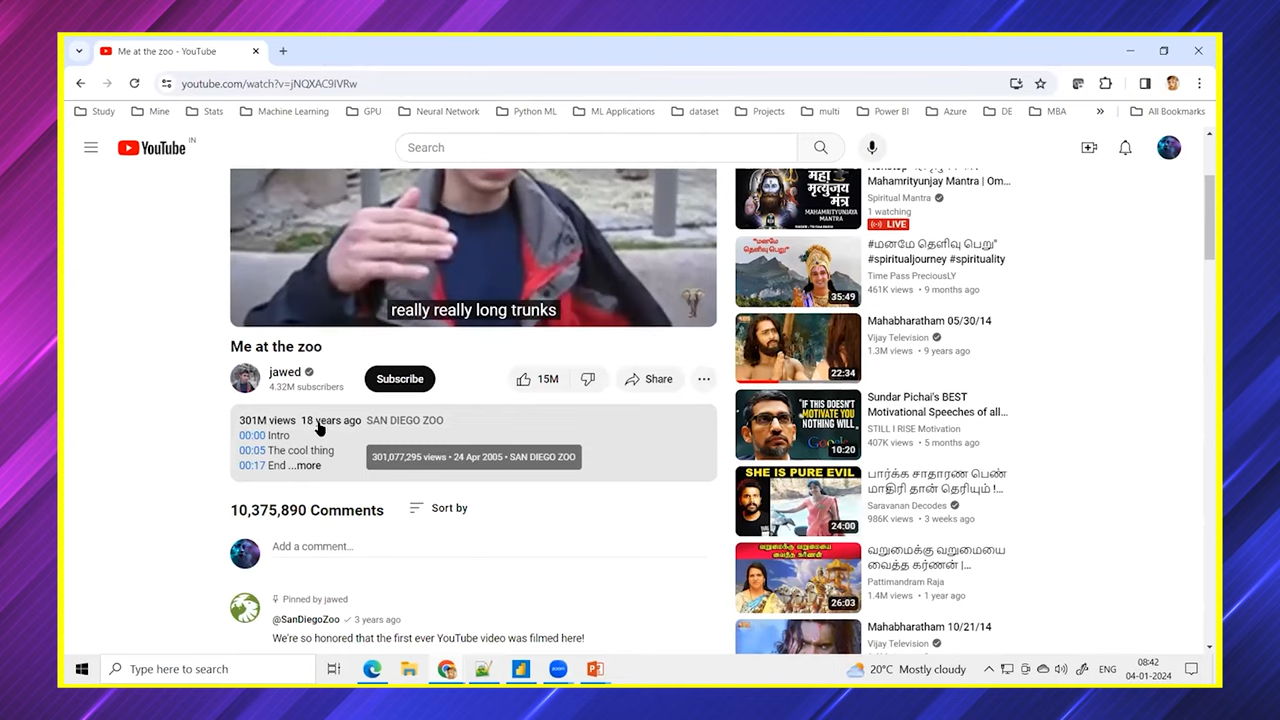 Me at the zoo - YouTube
youtube.com/watch?v=jNQXAC9IVRw
Study Mine Stats Machine Learning GPU Neural Network Python ML ML Applications dataset Projects multi Power BI Azure DE MBA » All Bookmarks
YouTube IN
Search
really really long trunks
Me at the zoo
jawed
4.32M subscribers
Subscribe
15M
Share
301M views 18 years ago SAN DIEGO ZOO
00:00 Intro
00:05 The cool thing
00:17 End ...more
301,077,295 views • 24 Apr 2005 • SAN DIEGO ZOO
10,375,890 Comments
Sort by
Add a comment...
Pinned by jawed
@SanDiegoZoo 3 years ago
We're so honored that the first ever YouTube video was filmed here!
महा
मृत्युंजय
मंत्र
MAHAMRITYUNJAYA
MANTRA
Mahamrityunjay Mantra | Om...
Spiritual Mantra
1 watching
LIVE
"மனமே
தெளிவு பெறு"
35:49
#மனமே தெளிவு பெறு"
#spiritualjourney #spirituality
Time Pass PreciousLY
461K views • 9 months ago
22:34
Mahabharatham 05/30/14
Vijay Television
1.3M views • 9 years ago
"IF THIS DOESN'T
MOTIVATE YOU
NOTHING WILL.
Google
10:20
Sundar Pichai's BEST
Motivational Speeches of all...
STILL I RISE Motivation
407K views • 5 months ago
SHE IS PURE EVIL
24:00
பார்க்க சாதாரண பெண்
மாதிரி தான் தெரியும் !...
Saravanan Decodes
986K views • 3 weeks ago
வறுமைக்கு வறுமையை
வைத்த கர்ணன்
26:03
வறுமைக்கு வறுமையை
வைத்த கர்ணன் |...
Pattimandram Raja
1.4M views • 1 year ago
Mahabharatham 10/21/14
Vijay Television
Type here to search
20°C Mostly cloudy
ENG
08:42
04-01-2024